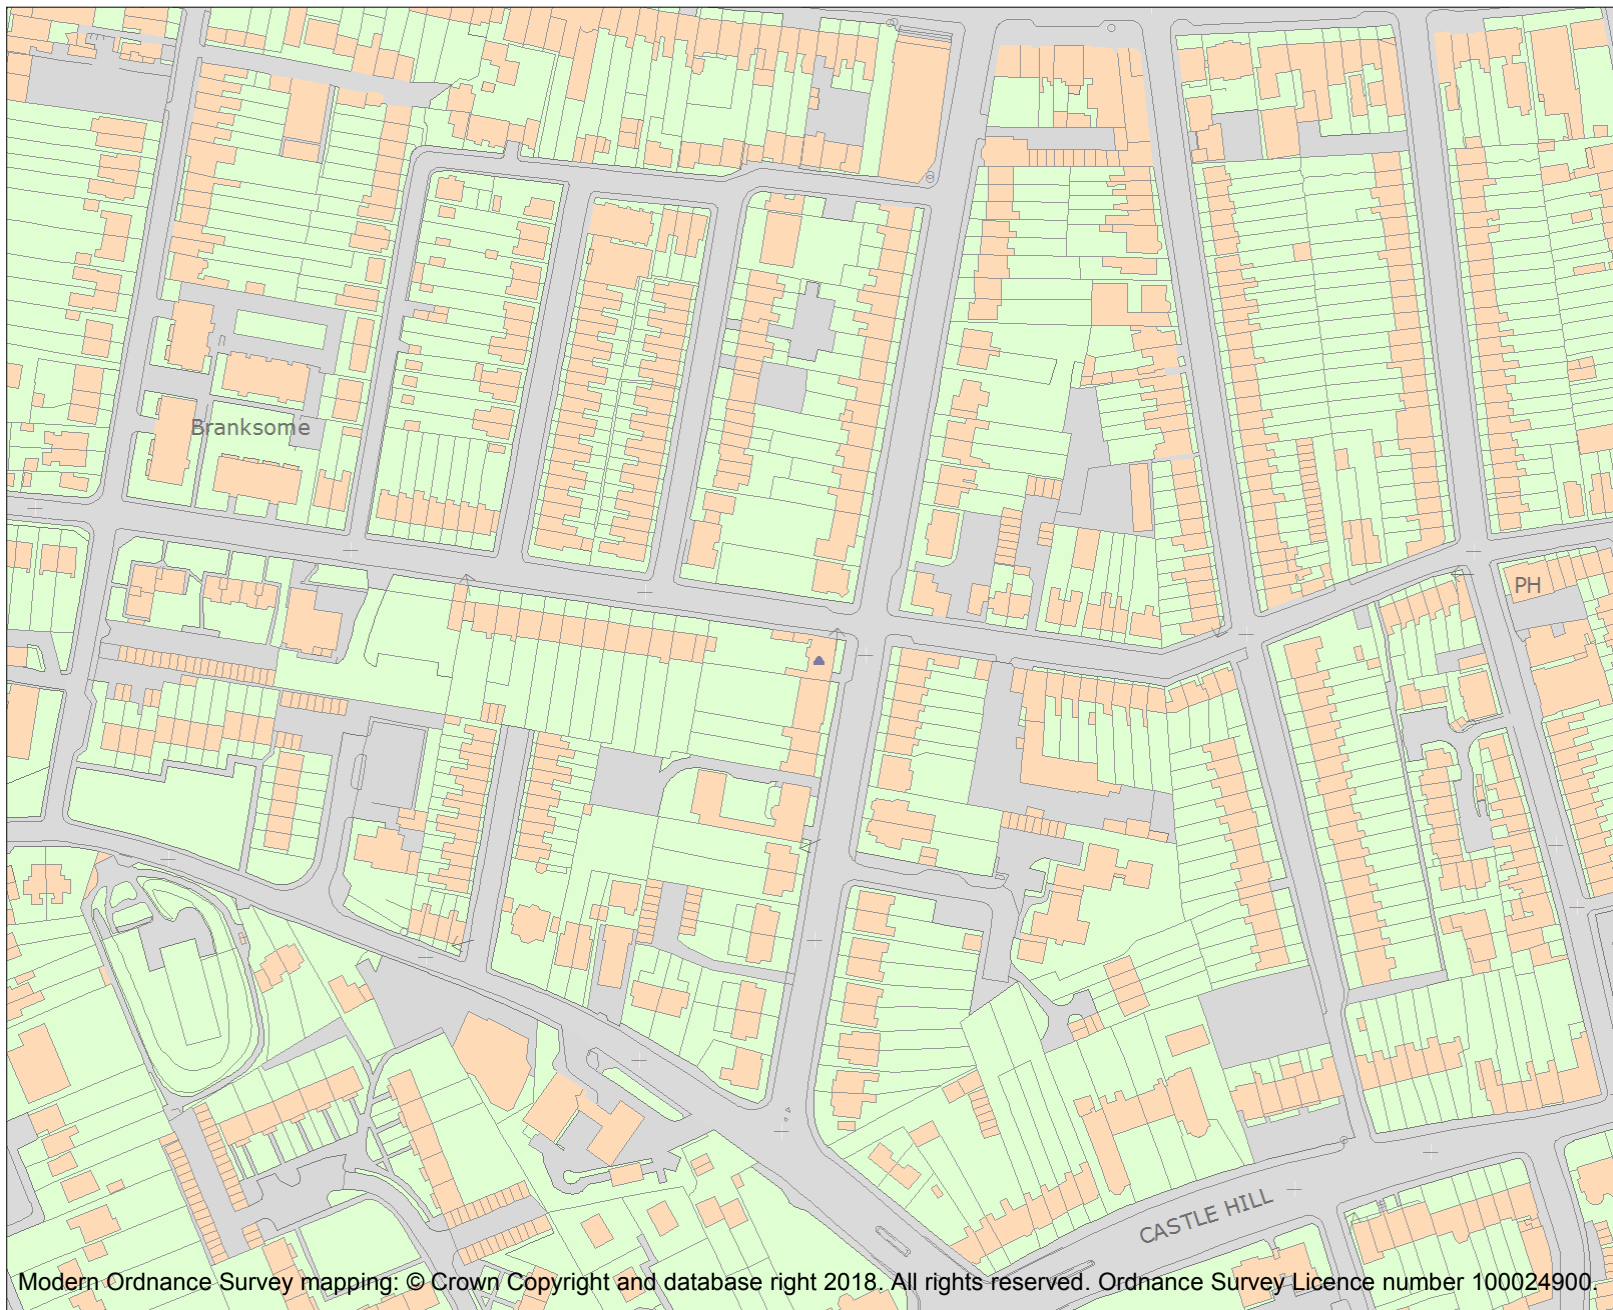 Branksome
PH
CASTLE HILL
Modern Ordnance Survey mapping: © Crown Copyright and database right 2018. All rights reserved. Ordnance Survey Licence number 100024900.